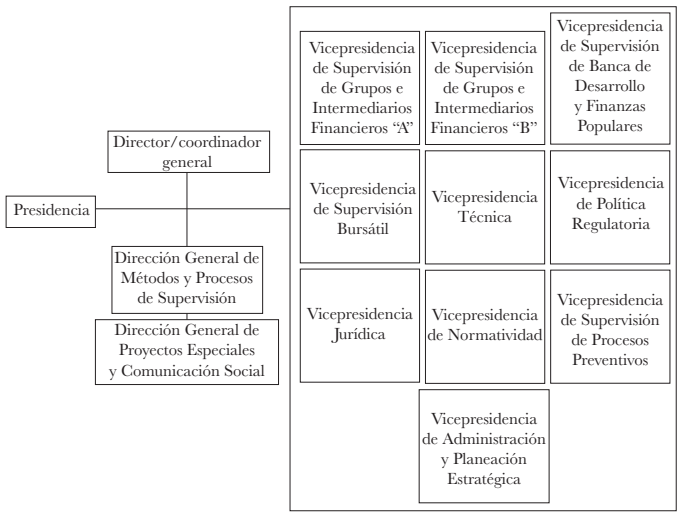 Presidencia
Director/coordinador
general
Dirección General de
Métodos y Procesos
de Supervisión
Dirección General de
Proyectos Especiales
y Comunicación Social
Vicepresidencia
de Supervisión
de Grupos e
Intermediarios
Financieros “A”
Vicepresidencia
de Supervisión
de Grupos e
Intermediarios
Financieros “B”
Vicepresidencia
de Supervisión
de Banca de
Desarrollo
y Finanzas
Populares
Vicepresidencia
de Supervisión
Bursátil
Vicepresidencia
Técnica
Vicepresidencia
de Política
Regulatoria
Vicepresidencia
Jurídica
Vicepresidencia
de Normatividad
Vicepresidencia
de Supervisión
de Procesos
Preventivos
Vicepresidencia
de Administración
y Planeación
Estratégica